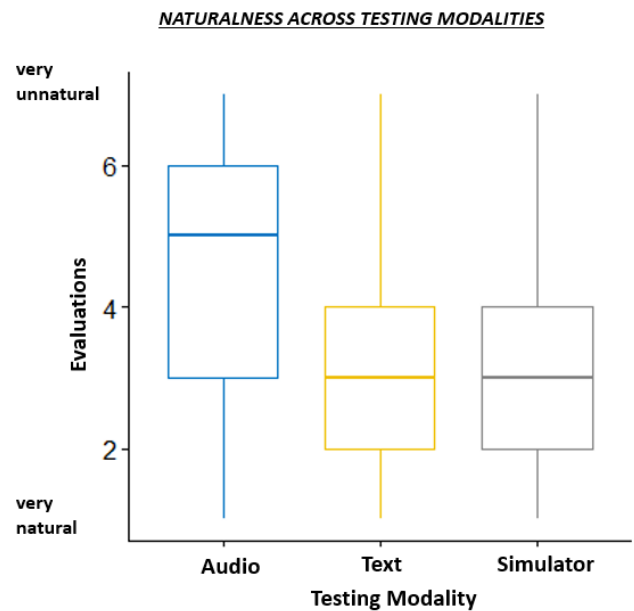 NATURALNESS ACROSS TESTING MODALITIES
very
unnatural
6
Evaluations
4
2
very
natural
Audio
Text
Simulator
Testing Modality